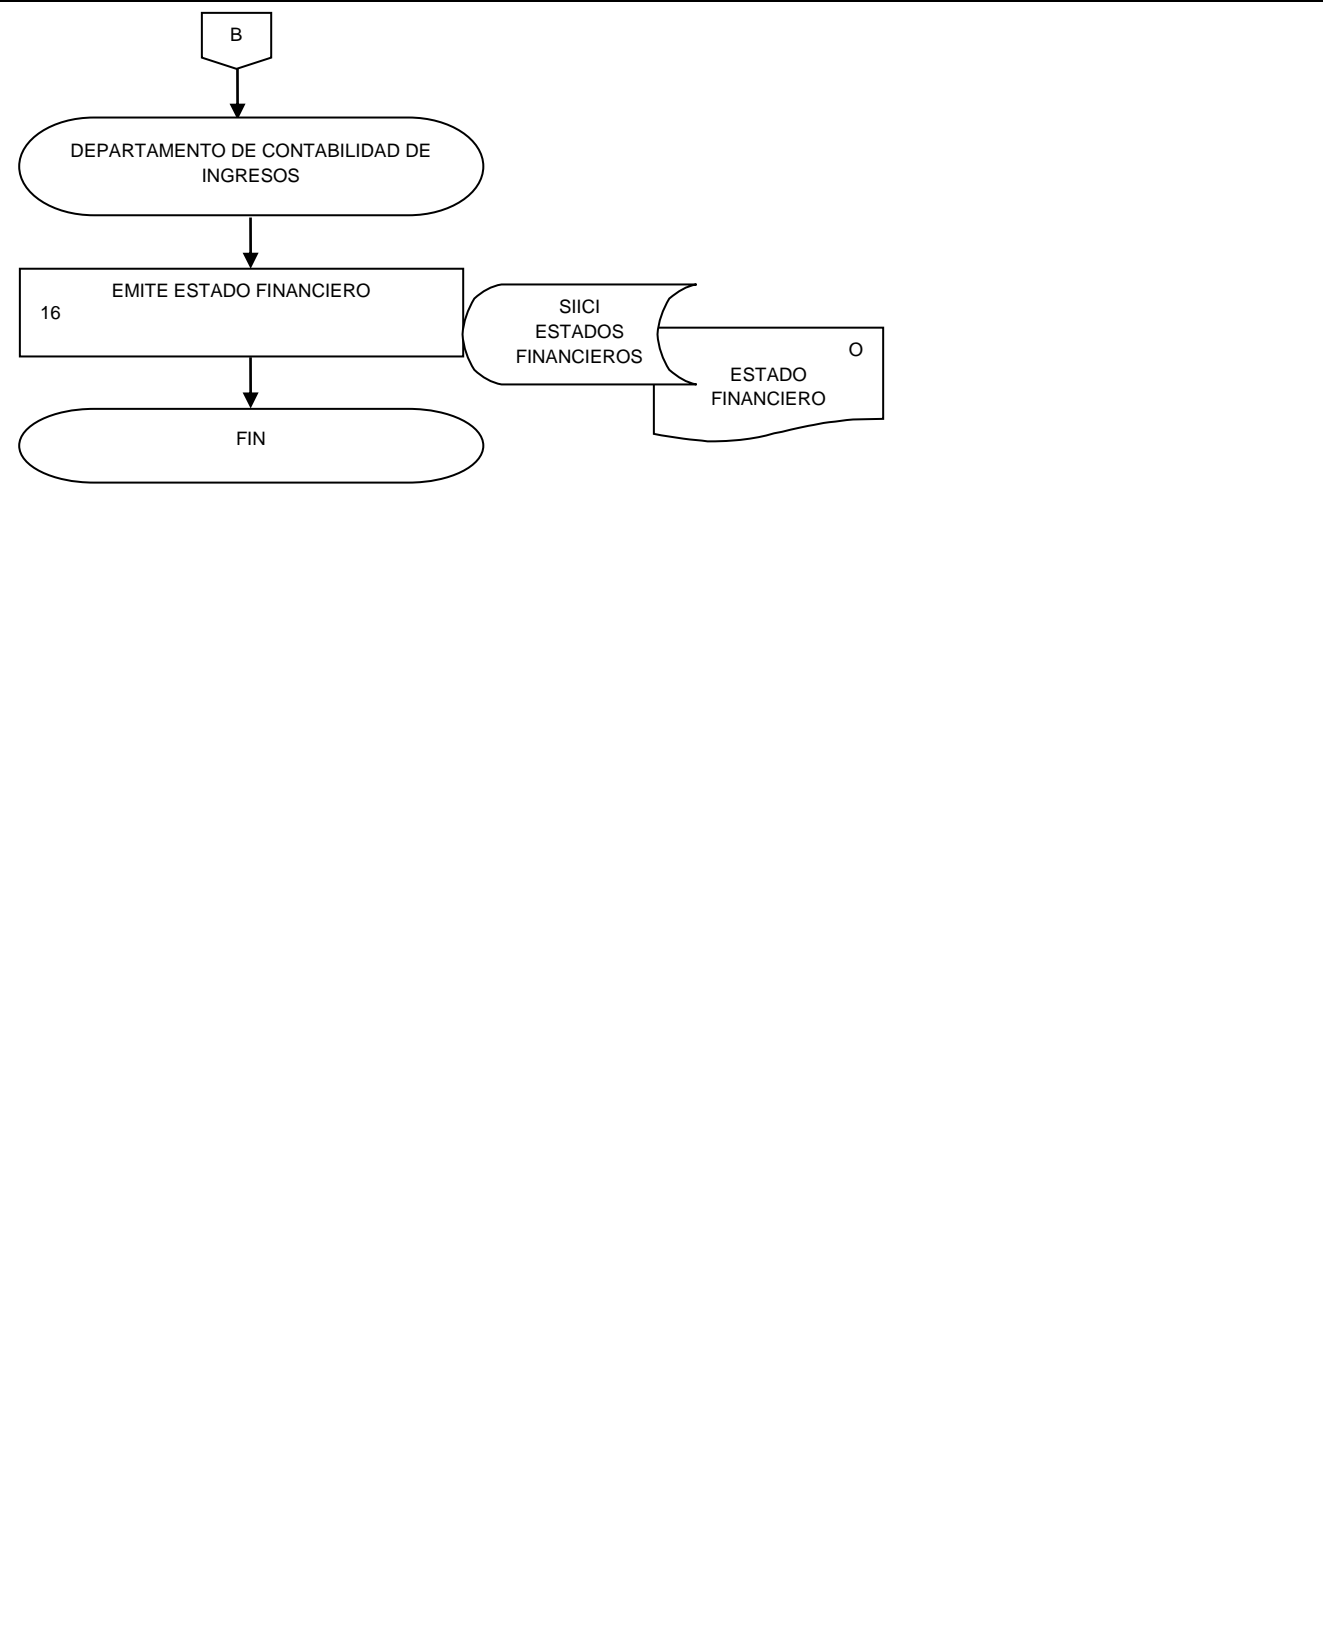 B
DEPARTAMENTO DE CONTABILIDAD DE
INGRESOS
EMITE ESTADO FINANCIERO
16
SIICI
ESTADOS
FINANCIEROS
O
ESTADO
FINANCIERO
FIN